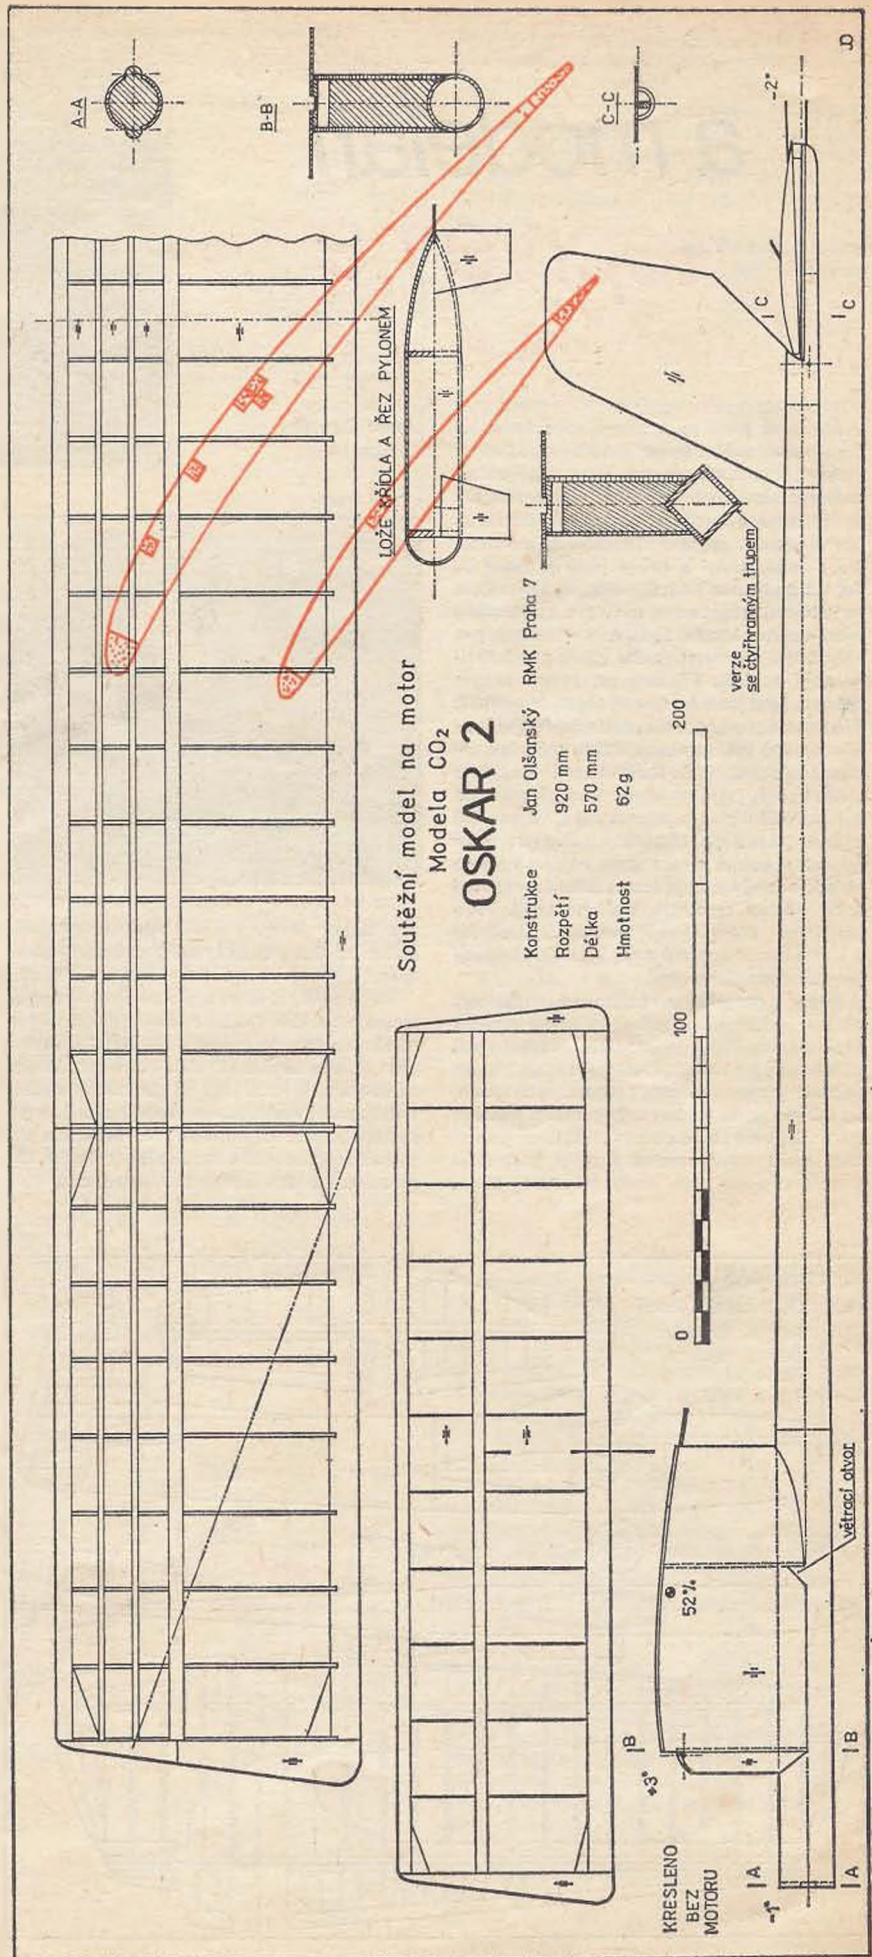 A-A
B-B
C-C
LOŽE KŘÍDLA A ŘEZ PYLONEM
Soutěžní model na motor
Modela CO₂
OSKAR 2
Konstrukce Jan Olšanský RMK Praha 7
Rozpětí 920 mm
Délka 570 mm
Hmotnost 62 g
verze
se čtyřhranným trupem
0 100 200
-2°
C
C
52%
větrací otvor
B
B
+3°
KRESLENO
BEZ
MOTORU
A
A
-1°